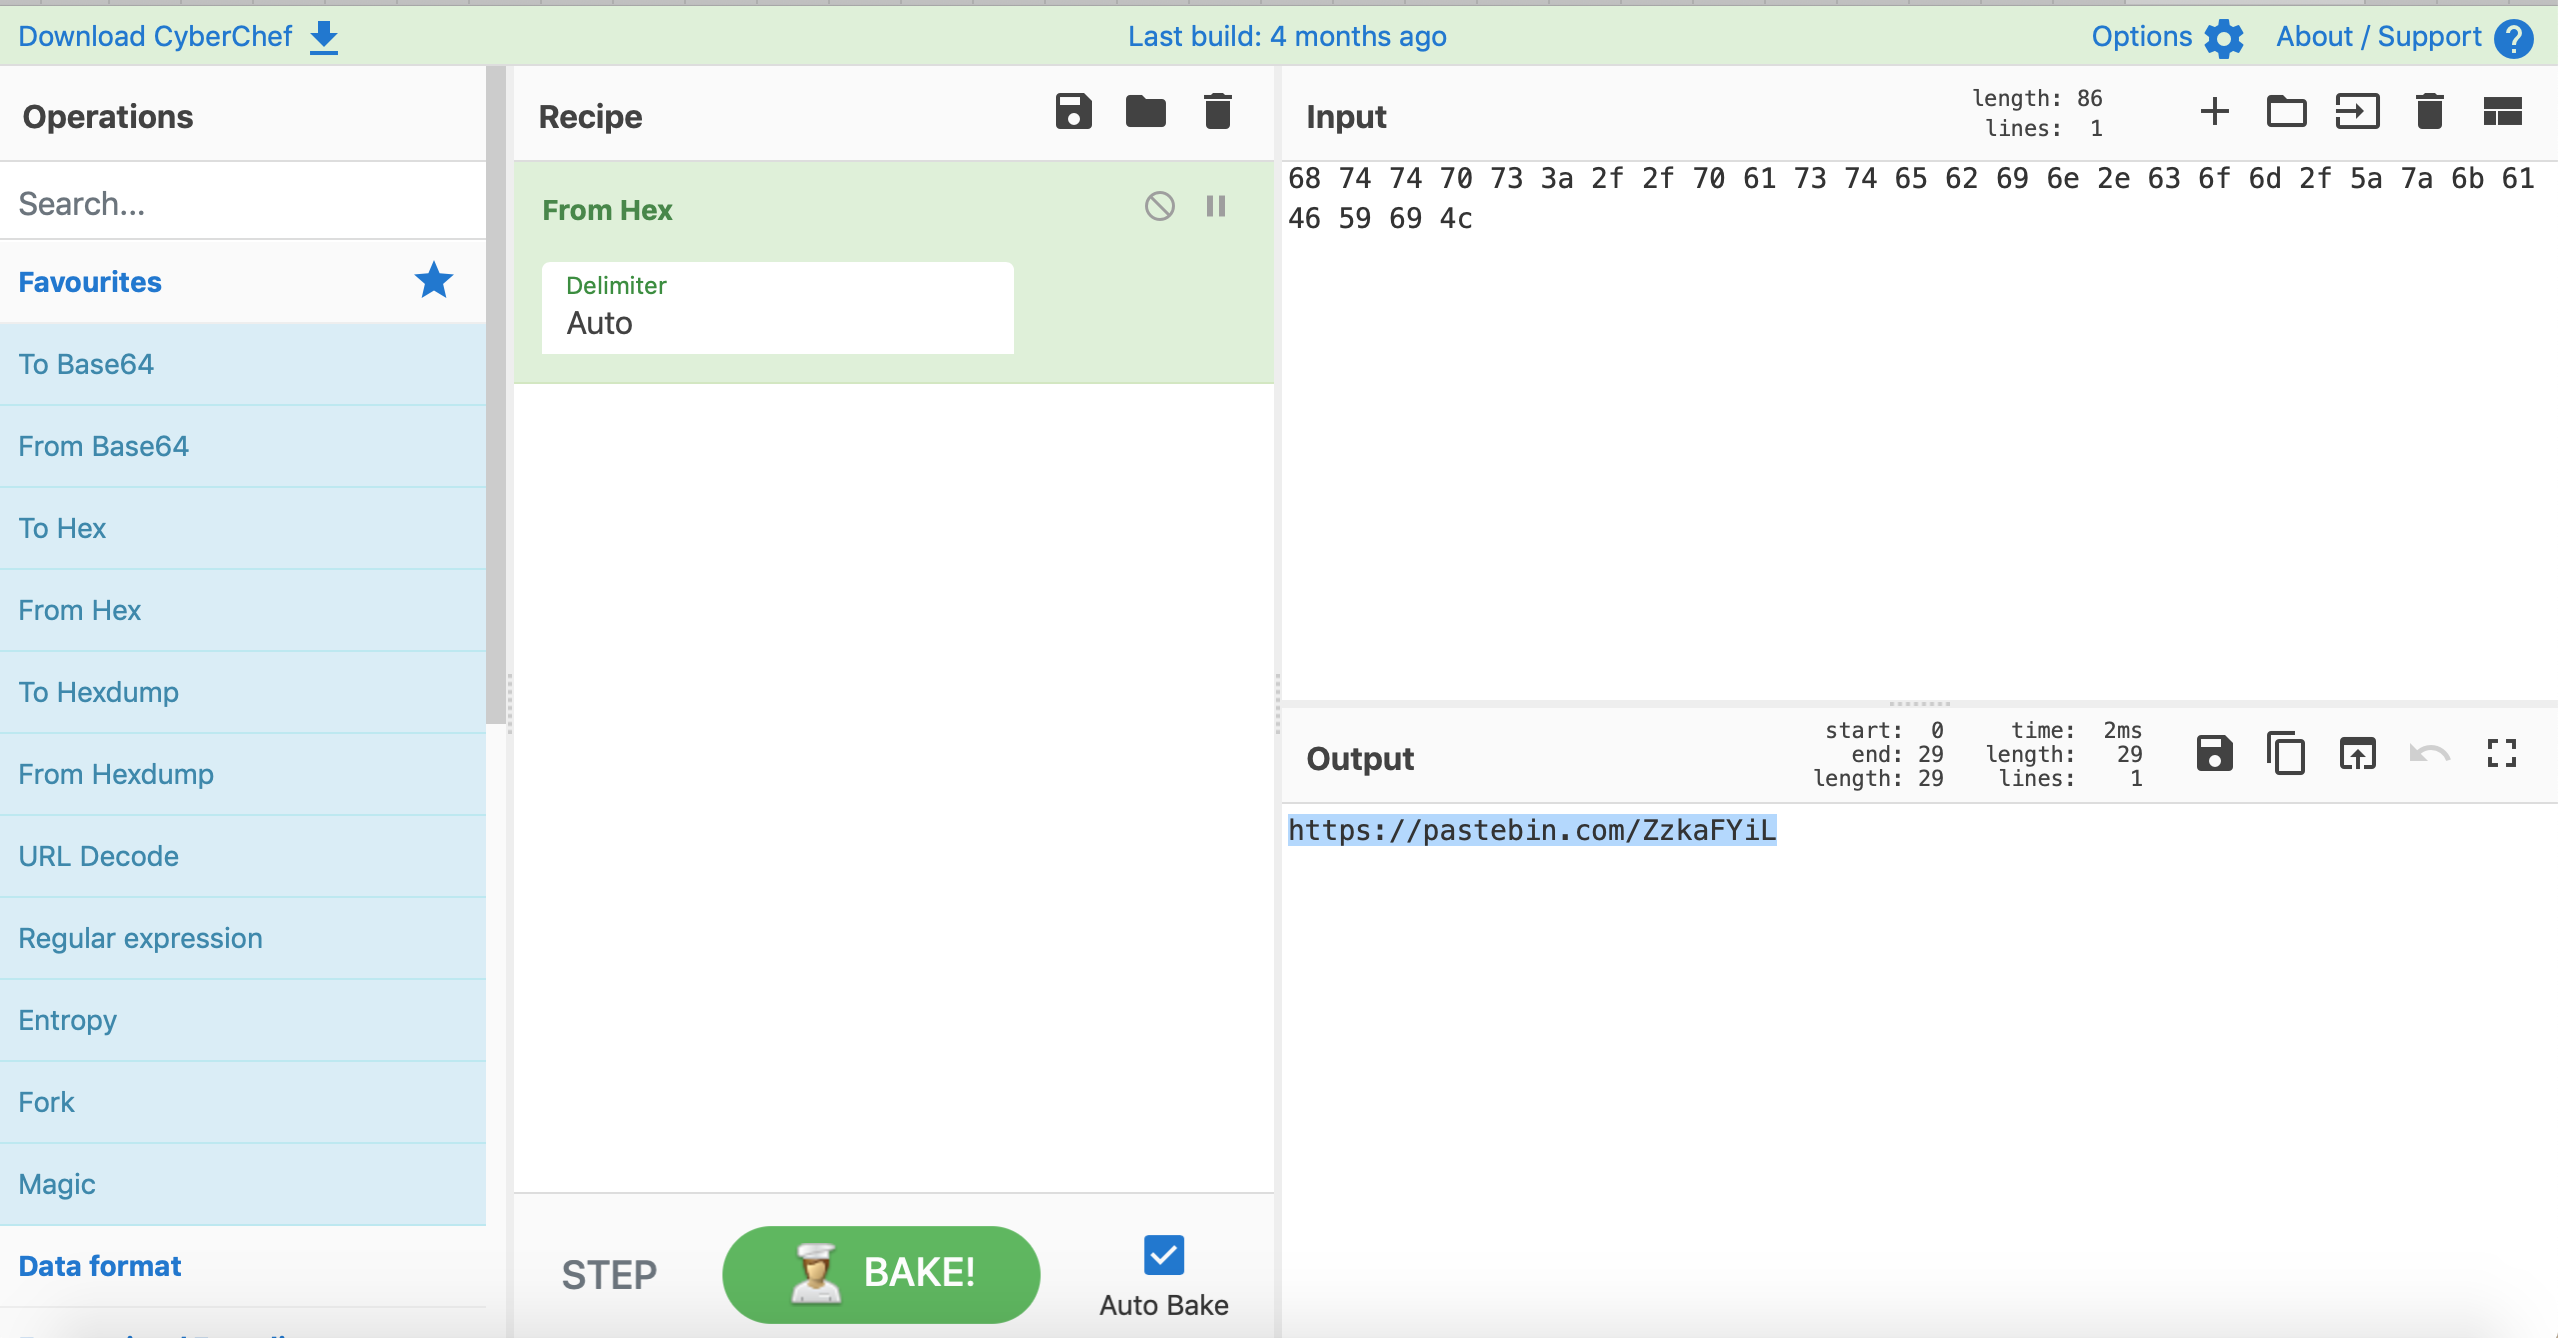 Download CyberChef
Last build: 4 months ago
Options
About / Support
Operations
Search...
Favourites
To Base64
From Base64
To Hex
From Hex
To Hexdump
From Hexdump
URL Decode
Regular expression
Entropy
Fork
Magic
Data format
Recipe
From Hex
Delimiter
Auto
STEP
BAKE!
Auto Bake
Input
length: 86
lines: 1
68 74 74 70 73 3a 2f 2f 70 61 73 74 65 62 69 6e 2e 63 6f 6d 2f 5a 7a 6b 61
46 59 69 4c
Output
start: 0 time: 2ms
end: 29 length: 29
length: 29 lines: 1
https://pastebin.com/ZzkaFYiL